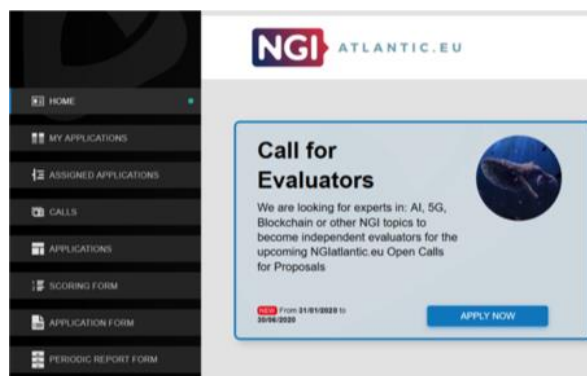 NGI ATLANTIC.EU
HOME
MY APPLICATIONS
ASSIGNED APPLICATIONS
CALLS
APPLICATIONS
SCORING FORM
APPLICATION FORM
PERIODIC REPORT FORM
Call for
Evaluators
We are looking for experts in: AI, 5G,
Blockchain or other NGI topics to
become independent evaluators for the
upcoming NGIatlantic.eu Open Calls
for Proposals
NEW From 31/01/2020 to
30/06/2020
APPLY NOW